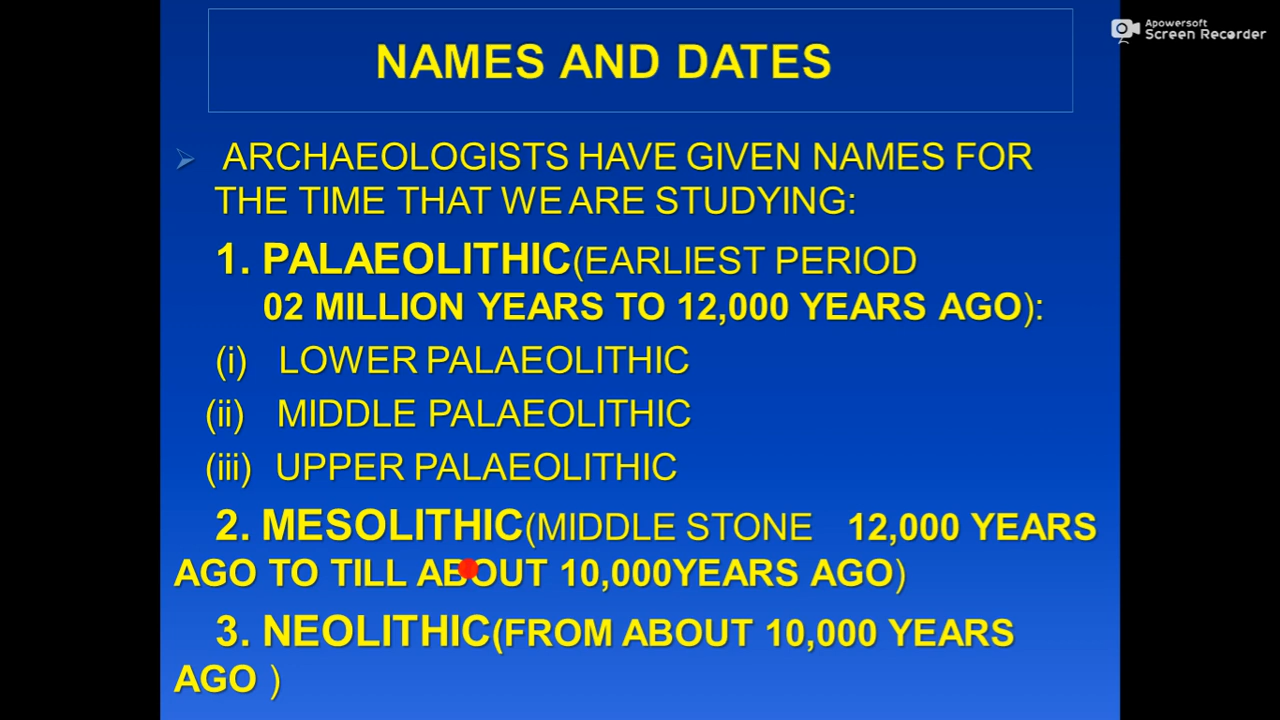 NAMES AND DATES
Apowersoft
Screen Recorder
ARCHAEOLOGISTS HAVE GIVEN NAMES FOR
THE TIME THAT WE ARE STUDYING:
1. PALAEOLITHIC(EARLIEST PERIOD
02 MILLION YEARS TO 12,000 YEARS AGO):
(i) LOWER PALAEOLITHIC
(ii) MIDDLE PALAEOLITHIC
(iii) UPPER PALAEOLITHIC
2. MESOLITHIC(MIDDLE STONE 12,000 YEARS
AGO TO TILL ABOUT 10,000YEARS AGO)
3. NEOLITHIC(FROM ABOUT 10,000 YEARS
AGO )